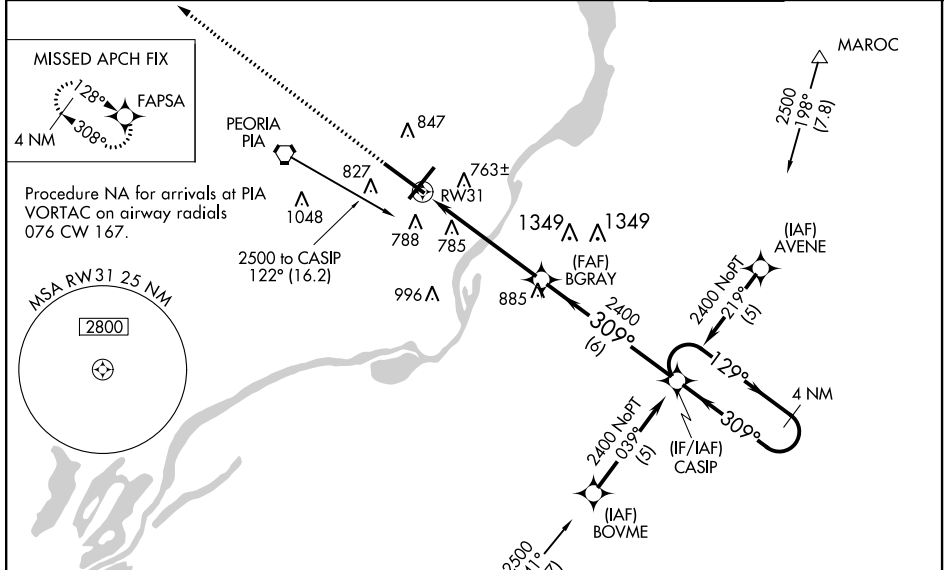 MISSED APCH FIX
128°
FAPSA
308°
4 NM
Procedure NA for arrivals at PIA
VORTAC on airway radials
076 CW 167.
MSA RW31 25 NM
2800
PEORIA
PIA
847
827
763±
RW31
1048
788
785
2500 to CASIP
122° (16.2)
996
1349
1349
(FAF)
BGRAY
885
2400
309°
(6)
MAROC
2500
198°
(7.8)
(IAF)
AVENE
2400 NoPT
219°
(5)
129°
4 NM
309°
(IF/IAF)
CASIP
2400 NoPT
039°
(5)
(IAF)
BOVME
2500